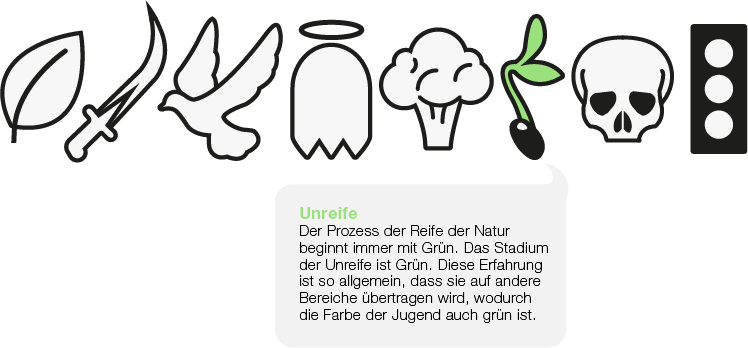 Unreife
Der Prozess der Reife der Natur
beginnt immer mit Grün. Das Stadium
der Unreife ist Grün. Diese Erfahrung
ist so allgemein, dass sie auf andere
Bereiche übertragen wird, wodurch
die Farbe der Jugend auch grün ist.